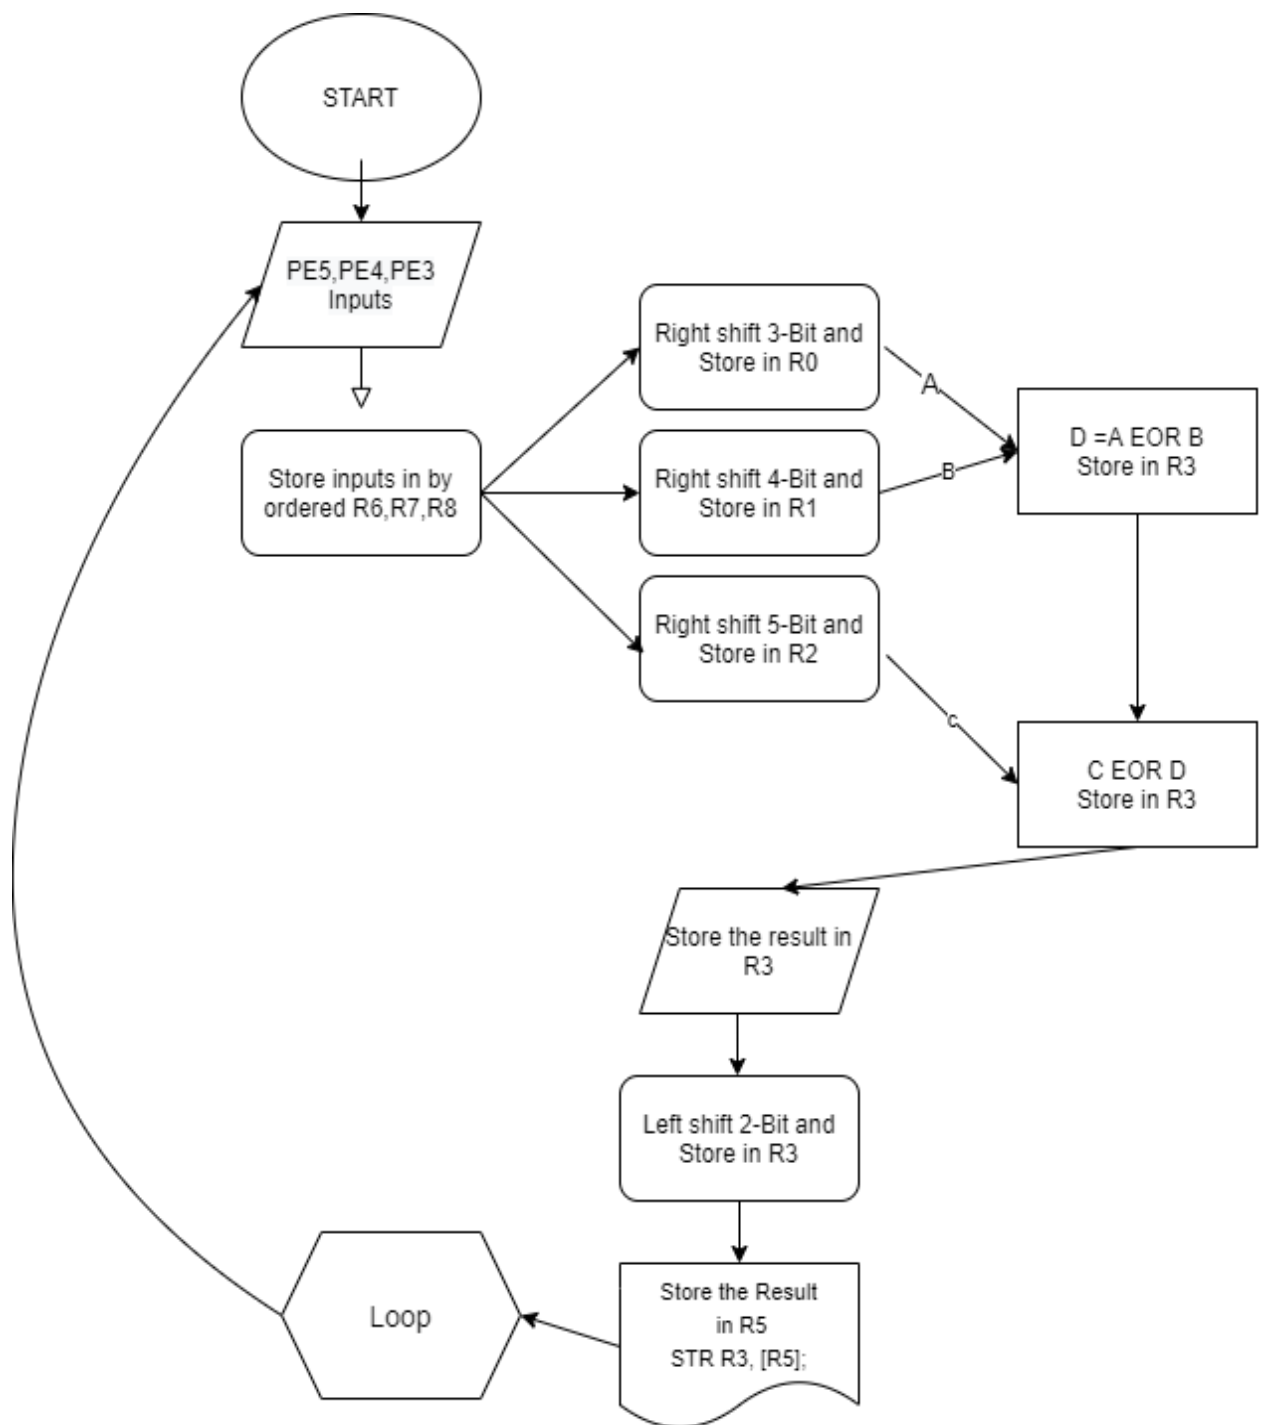 START
PE5,PE4,PE3
Inputs
Store inputs in by
ordered R6,R7,R8
Right shift 3-Bit and
Store in R0
Right shift 4-Bit and
Store in R1
Right shift 5-Bit and
Store in R2
A
B
c
D =A EOR B
Store in R3
C EOR D
Store in R3
Store the result in
R3
Left shift 2-Bit and
Store in R3
Store the Result
in R5
STR R3, [R5];
Loop